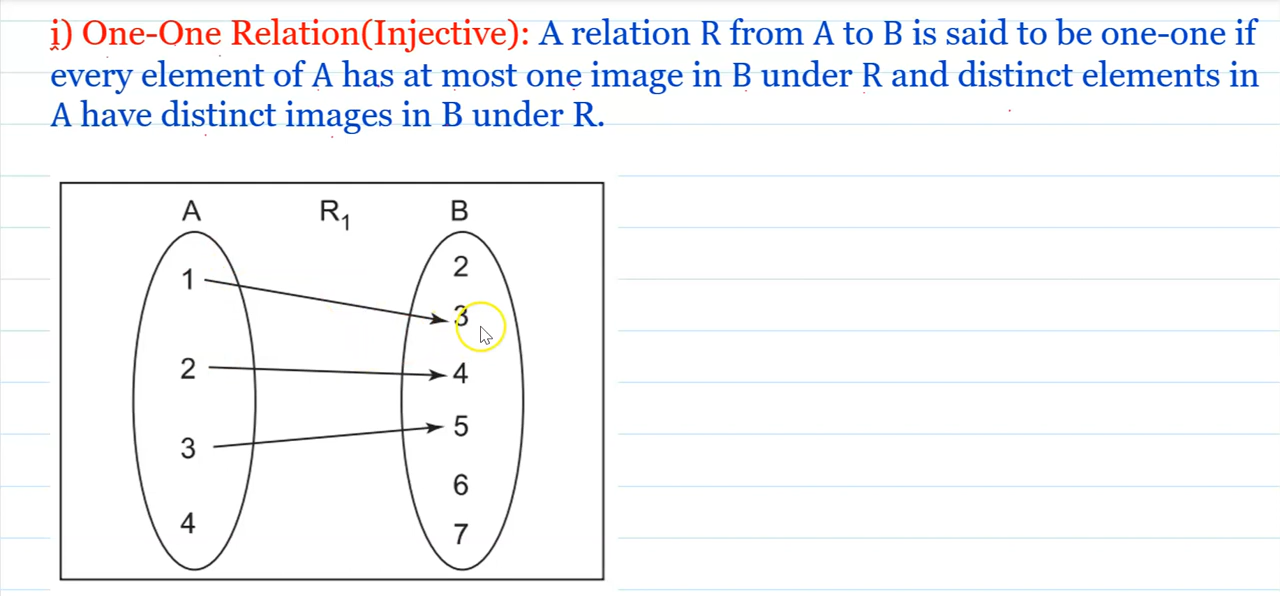 i) One-One Relation(Injective): A relation R from A to B is said to be one-one if
every element of A has at most one image in B under R and distinct elements in
A have distinct images in B under R.
A R₁ B
2
1
3
2
4
5
3
6
4
7